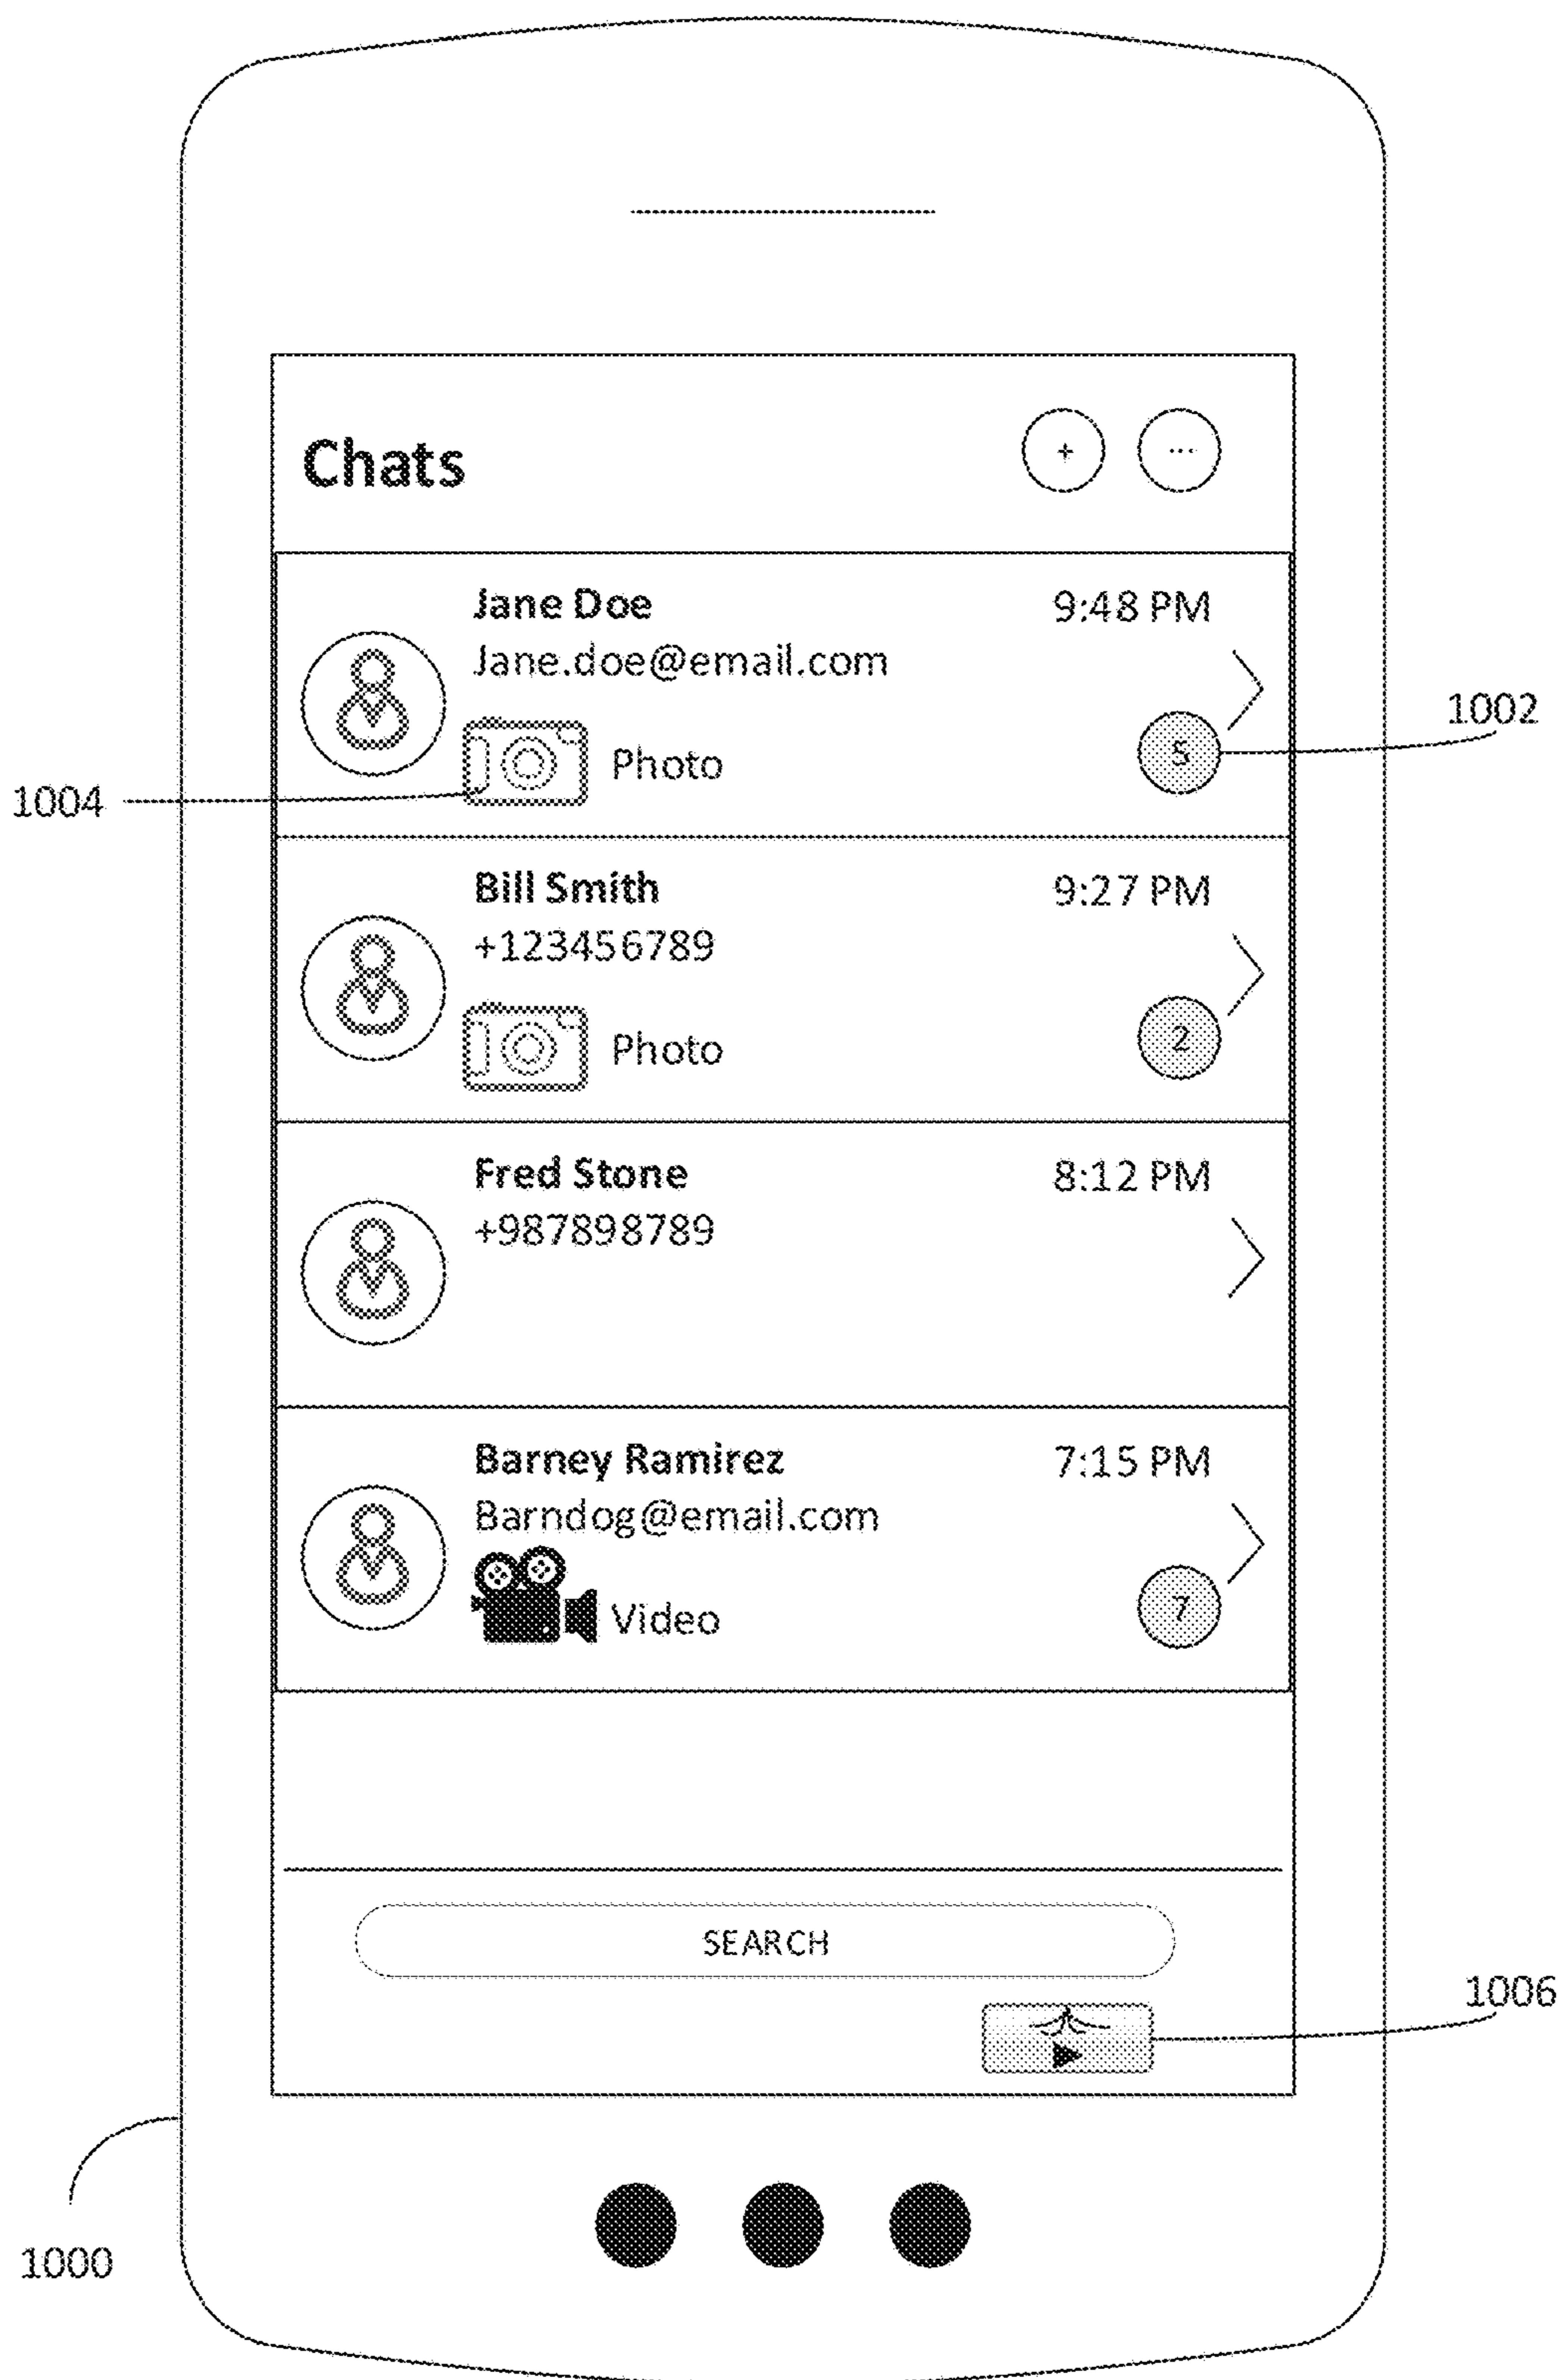 Chats + ...
Jane Doe 9:48 PM
Jane.doe@email.com
1002
5
Photo
1004
Bill Smith 9:27 PM
+123456789
2
Photo
Fred Stone 8:12 PM
+987898789
Barney Ramirez 7:15 PM
Barndog@email.com
Video 7
SEARCH
1006
1000